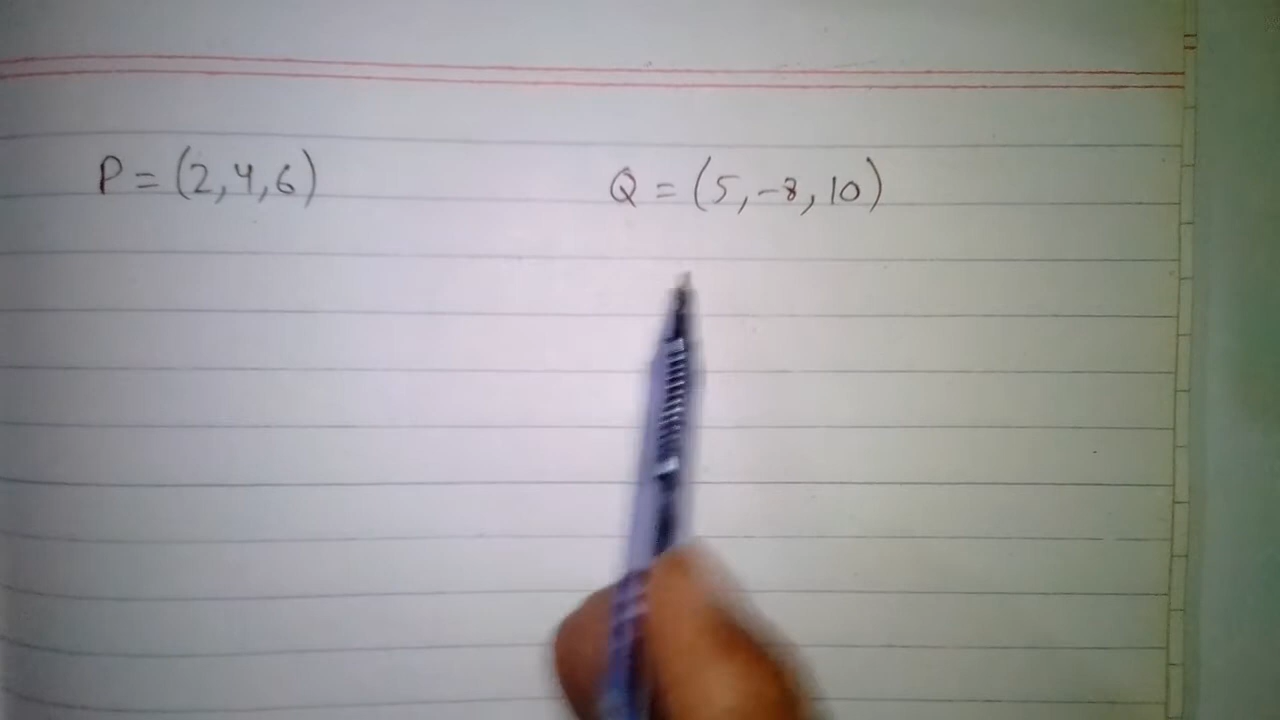 P = (2,4,6) Q = (5,-8,10)